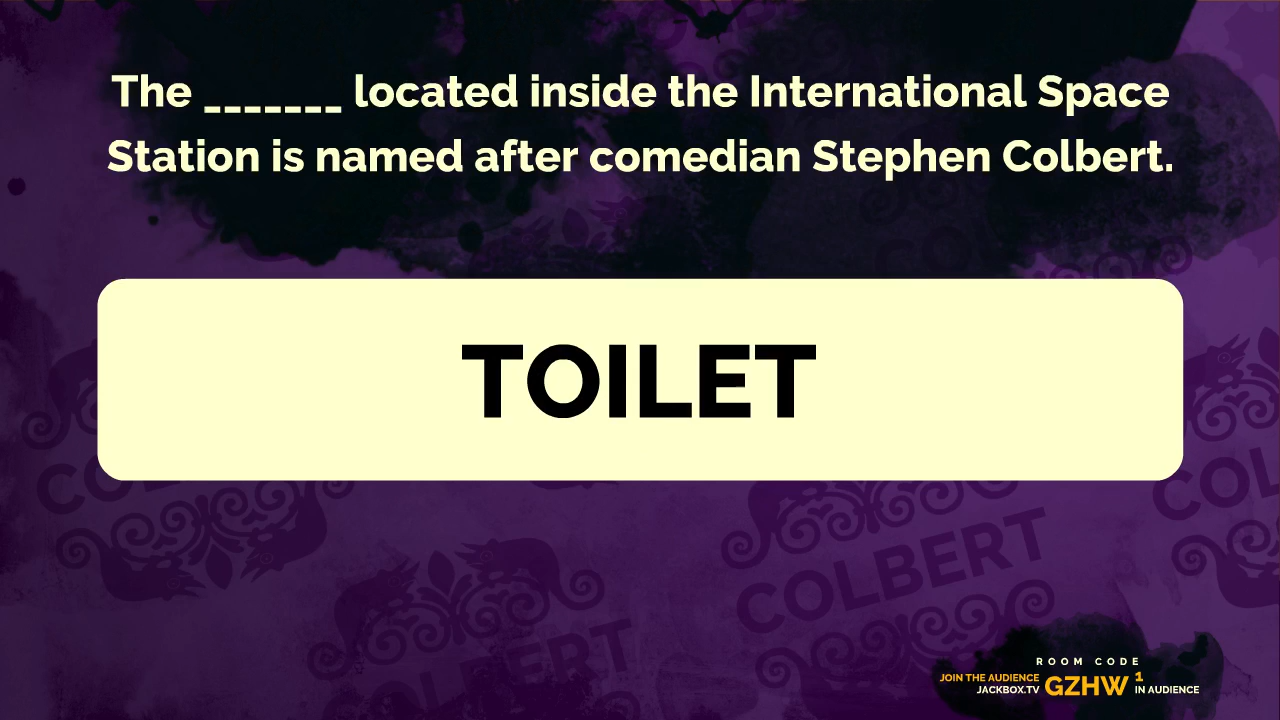 The _______ located inside the International Space
Station is named after comedian Stephen Colbert.
TOILET
COLBERT
COLBERT
COL
COLBERT
ROOM CODE
JOIN THE AUDIENCE
JACKBOX.TV
GZHW
1
IN AUDIENCE